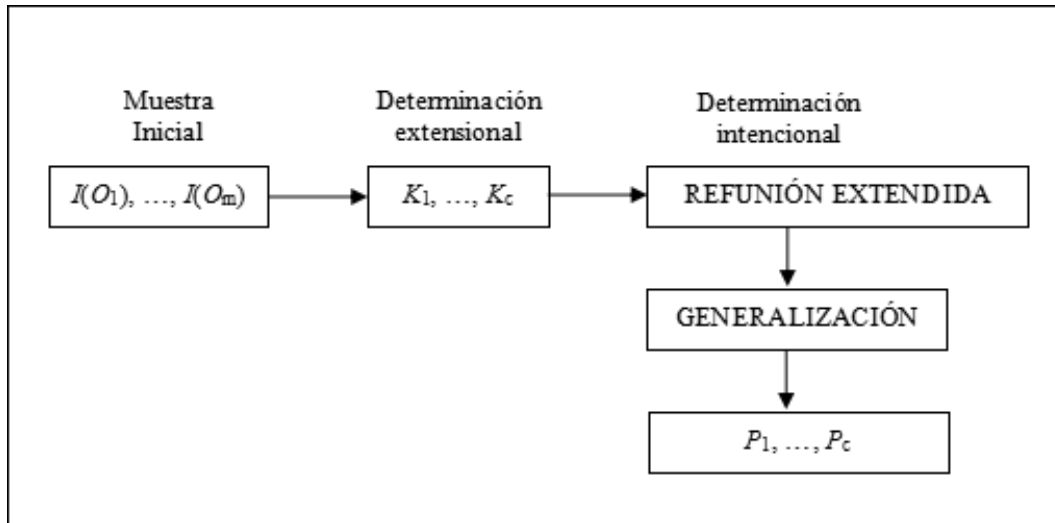 Muestra
Inicial
Determinación
extensional
Determinación
intencional
I(O1), …, I(Om)
K1, …, Kc
REFUNIÓN EXTENDIDA
GENERALIZACIÓN
P1, …, Pc